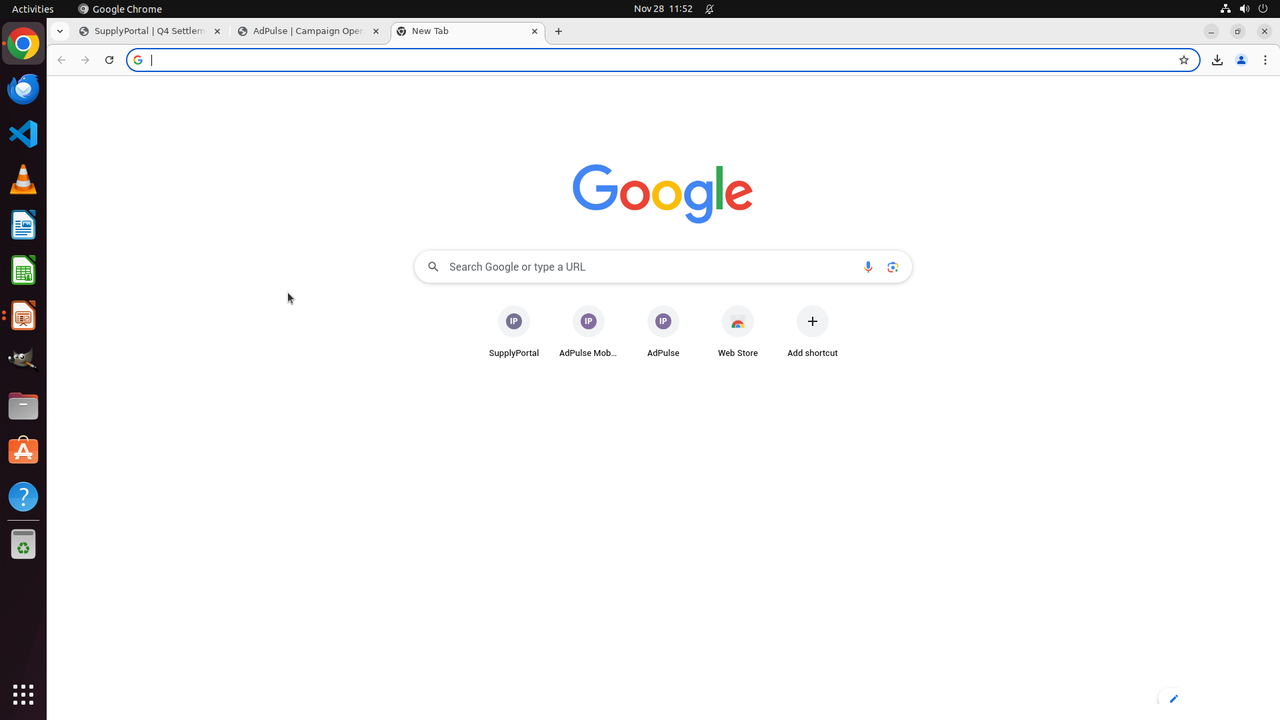 Activities
Google Chrome
Nov 28 11:52
SupplyPortal | Q4 Settlem
AdPulse | Campaign Oper
New Tab
Google
Search Google or type a URL
IP
IP
IP
SupplyPortal
AdPulse Mob...
AdPulse
Web Store
Add shortcut